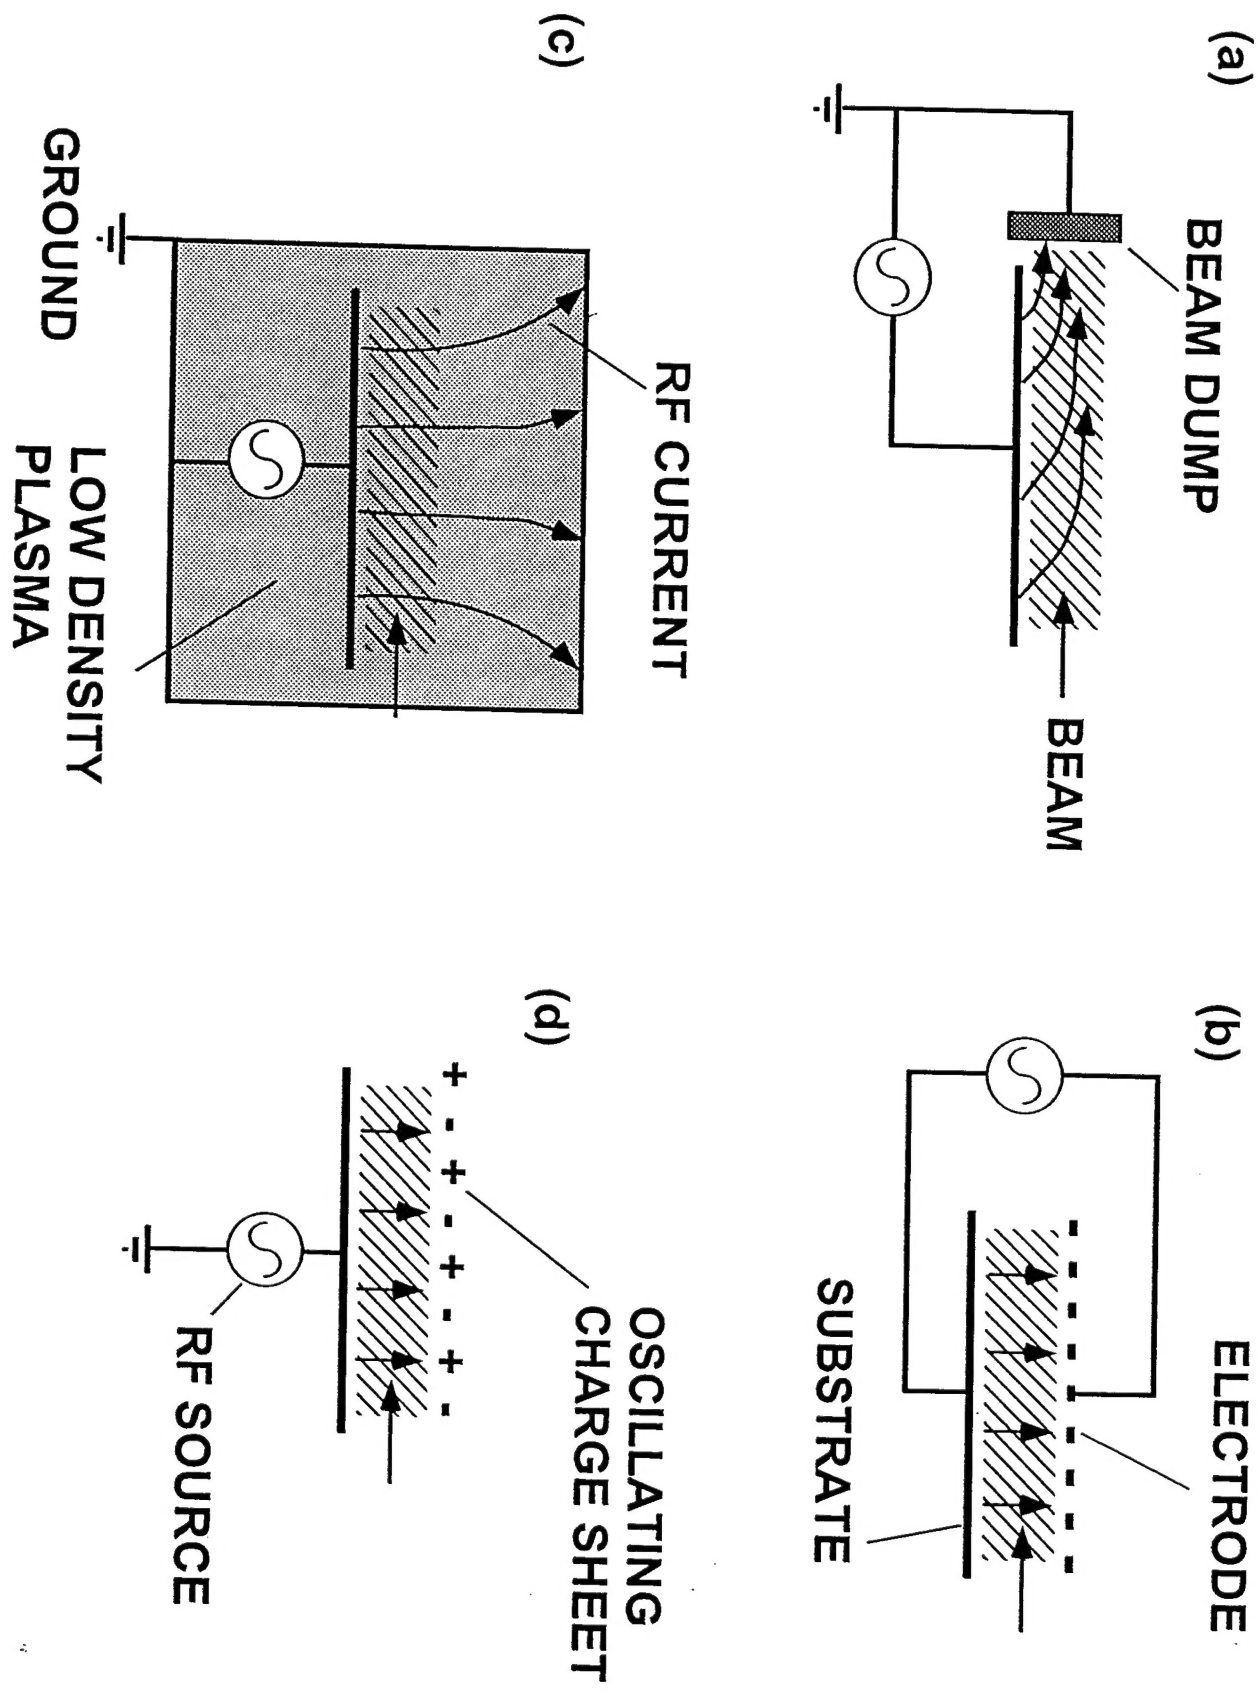 (a)
BEAM DUMP
BEAM
(b)
ELECTRODE
SUBSTRATE
(c)
RF CURRENT
GROUND
LOW DENSITY
PLASMA
(d)
OSCILLATING
CHARGE SHEET
+ - + - + - + -
RF SOURCE